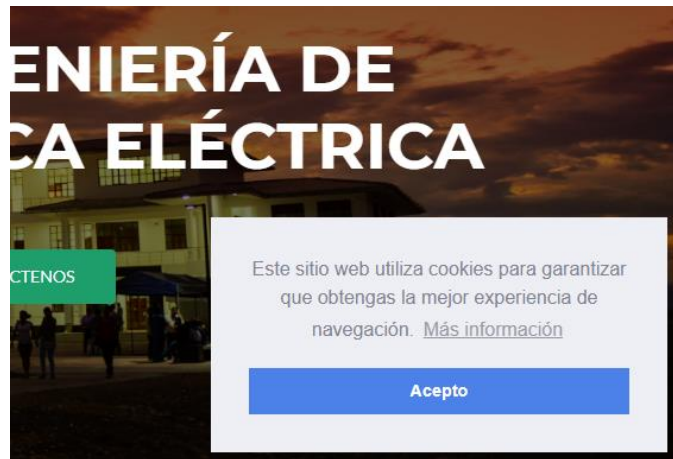 ENIERÍA DE
CA ELÉCTRICA
CTENOS
Este sitio web utiliza cookies para garantizar
que obtengas la mejor experiencia de
navegación. Más información
Acepto